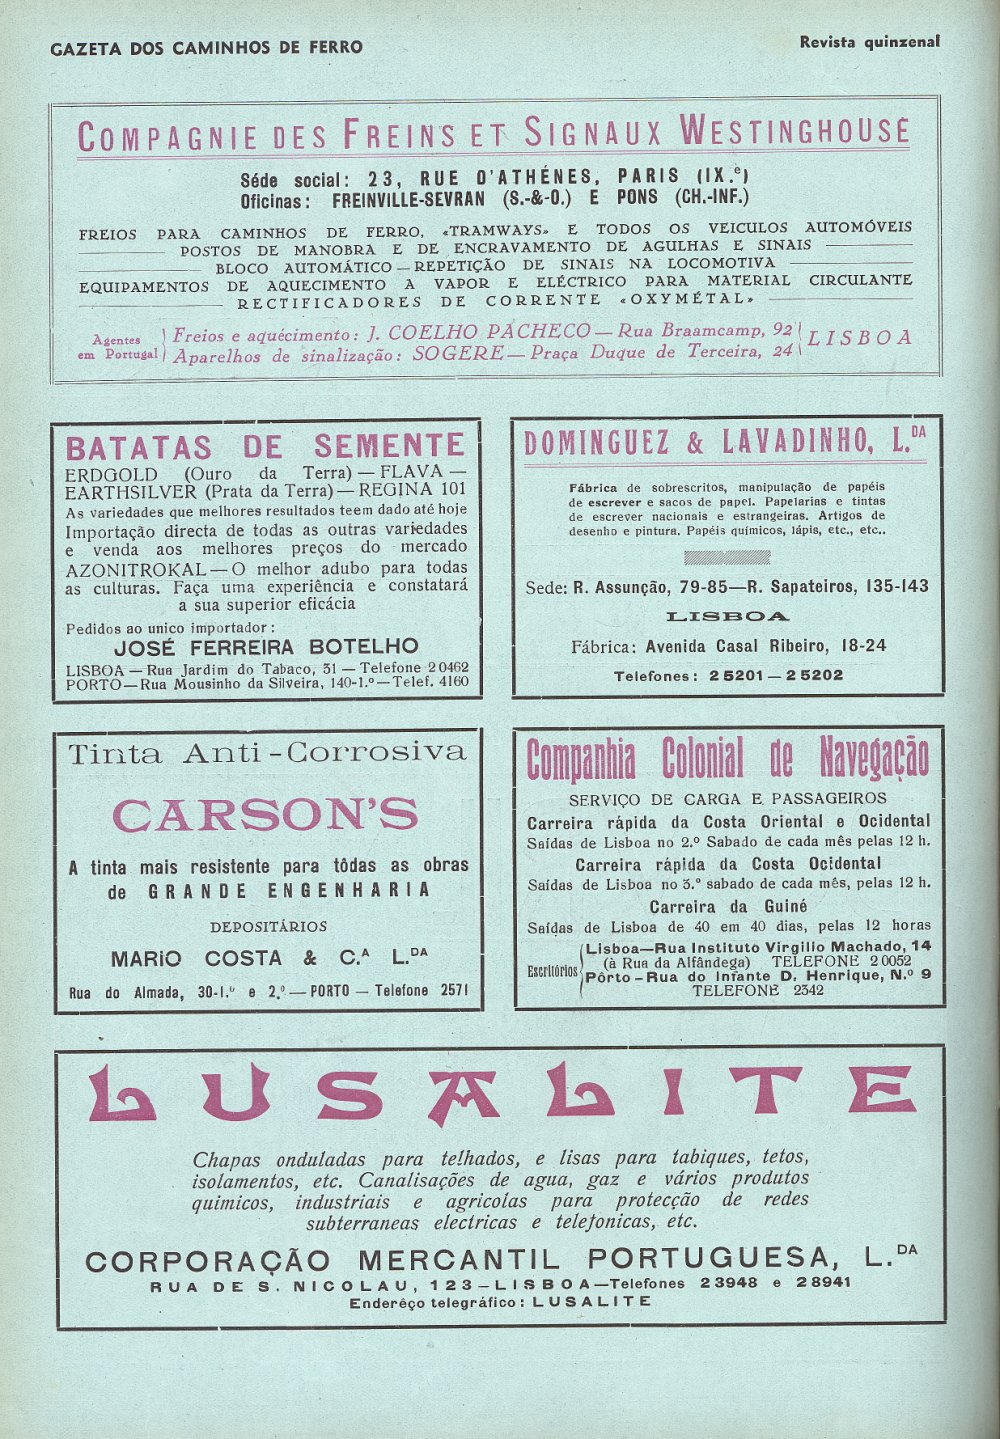 GAZETA DOS CAMINHOS DE FERRO
Revista quinzenal
COMPAGNIE DES FREINS ET SIGNAUX WESTINGHOUSE
Séde social: 23, RUE D'ATHÉNES, PARIS (IX.e)
Oficinas: FREINVILLE-SEVRAN (S.-&-O.) E PONS (CH.-INF.)
FREIOS PARA CAMINHOS DE FERRO, «TRAMWAYS» E TODOS OS VEICULOS AUTOMÓVEIS
POSTOS DE MANOBRA E DE ENCRAVAMENTO DE AGULHAS E SINAIS
BLOCO AUTOMÁTICO — REPETIÇÃO DE SINAIS NA LOCOMOTIVA
EQUIPAMENTOS DE AQUECIMENTO A VAPOR E ELÉCTRICO PARA MATERIAL CIRCULANTE
RECTIFICADORES DE CORRENTE «OXYMÉTAL»
Agentes em Portugal
Freios e aquécimento: J. COELHO PACHECO — Rua Braamcamp, 92
Aparelhos de sinalização: SOGERE — Praça Duque de Terceira, 24
LISBOA
BATATAS DE SEMENTE
ERDGOLD (Ouro da Terra) — FLAVA —
EARTHSILVER (Prata da Terra) — REGINA 101
As variedades que melhores resultados teem dado até hoje
Importação directa de todas as outras variedades
e venda aos melhores preços do mercado
AZONITROKAL — O melhor adubo para todas
as culturas. Faça uma experiência e constatará
a sua superior eficácia
Pedidos ao unico importador:
JOSÉ FERREIRA BOTELHO
LISBOA — Rua Jardim do Tabaco, 31 — Telefone 20462
PORTO — Rua Mousinho da Silveira, 140-1.º — Telef. 4160
DOMINGUEZ & LAVADINHO, L.DA
Fábrica de sobrescritos, manipulação de papéis
de escrever e sacos de papel. Papelarias e tintas
de escrever nacionais e estrangeiras. Artigos de
desenho e pintura. Papéis químicos, lápis, etc., etc..
Sede: R. Assunção, 79-85 — R. Sapateiros, 135-143
LISBOA
Fábrica: Avenida Casal Ribeiro, 18-24
Telefones: 25201 — 25202
Tinta Anti-Corrosiva
CARSON'S
A tinta mais resistente para tôdas as obras
de GRANDE ENGENHARIA
DEPOSITÁRIOS
MARIO COSTA & C.A L.DA
Rua do Almada, 30-1.º e 2.º — PORTO — Telefone 2571
Companhia Colonial de Navegação
SERVIÇO DE CARGA E PASSAGEIROS
Carreira rápida da Costa Oriental e Ocidental
Saídas de Lisboa no 2.º Sabado de cada mês pelas 12 h.
Carreira rápida da Costa Ocidental
Saídas de Lisboa no 3.º sabado de cada mês, pelas 12 h.
Carreira da Guiné
Saídas de Lisboa de 40 em 40 dias, pelas 12 horas
Escritórios
Lisboa—Rua Instituto Virgilio Machado, 14
(à Rua da Alfândega) TELEFONE 20052
Pôrto – Rua do Infante D. Henrique, N.º 9
TELEFONE 2342
LUSALITE
Chapas onduladas para telhados, e lisas para tabiques, tetos,
isolamentos, etc. Canalisações de agua, gaz e vários produtos
quimicos, industriais e agricolas para protecção de redes
subterraneas electricas e telefonicas, etc.
CORPORAÇÃO MERCANTIL PORTUGUESA, L.DA
RUA DE S. NICOLAU, 123 — LISBOA — Telefones 23948 e 28941
Enderêço telegráfico: LUSALITE